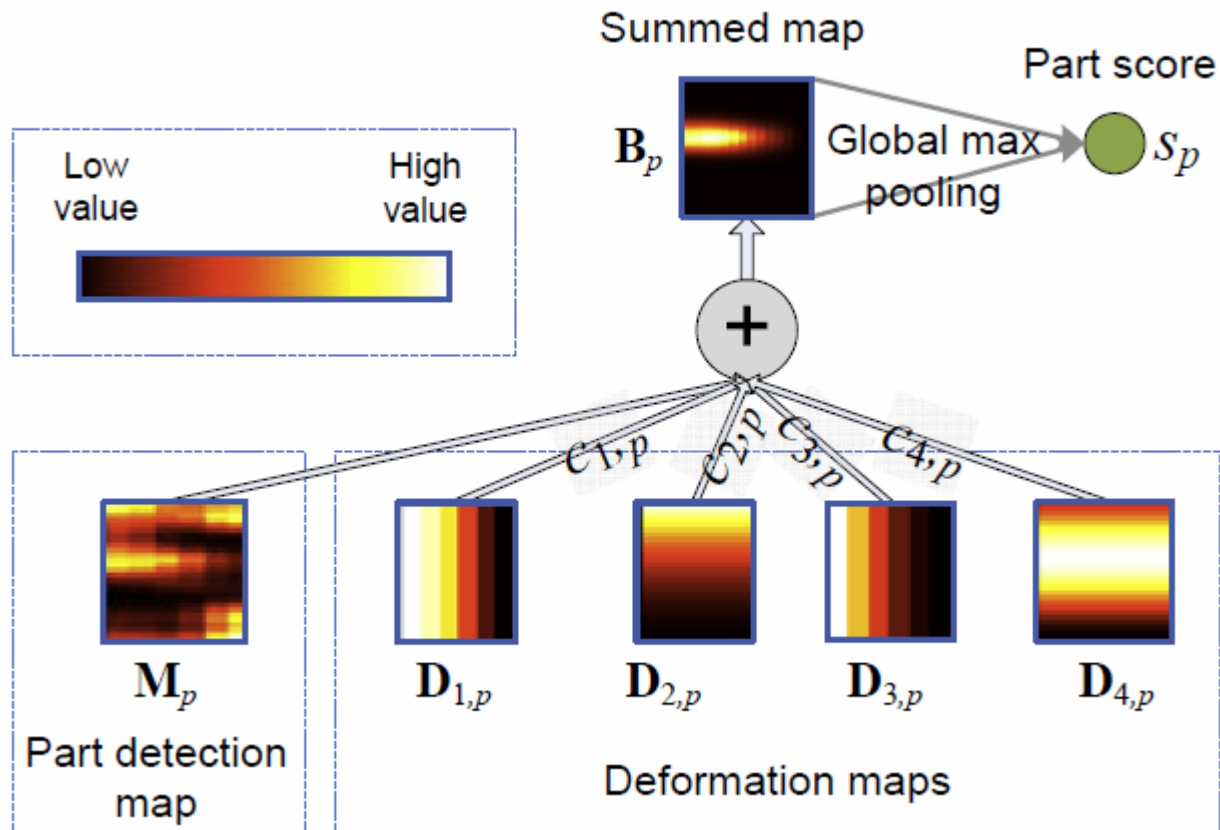 Summed map
Part score
Low
value
High
value
B_p
Global max
pooling
s_p
+
c_{1,p}
c_{2,p}
c_{3,p}
c_{4,p}
M_p
D_{1,p}
D_{2,p}
D_{3,p}
D_{4,p}
Part detection
map
Deformation maps